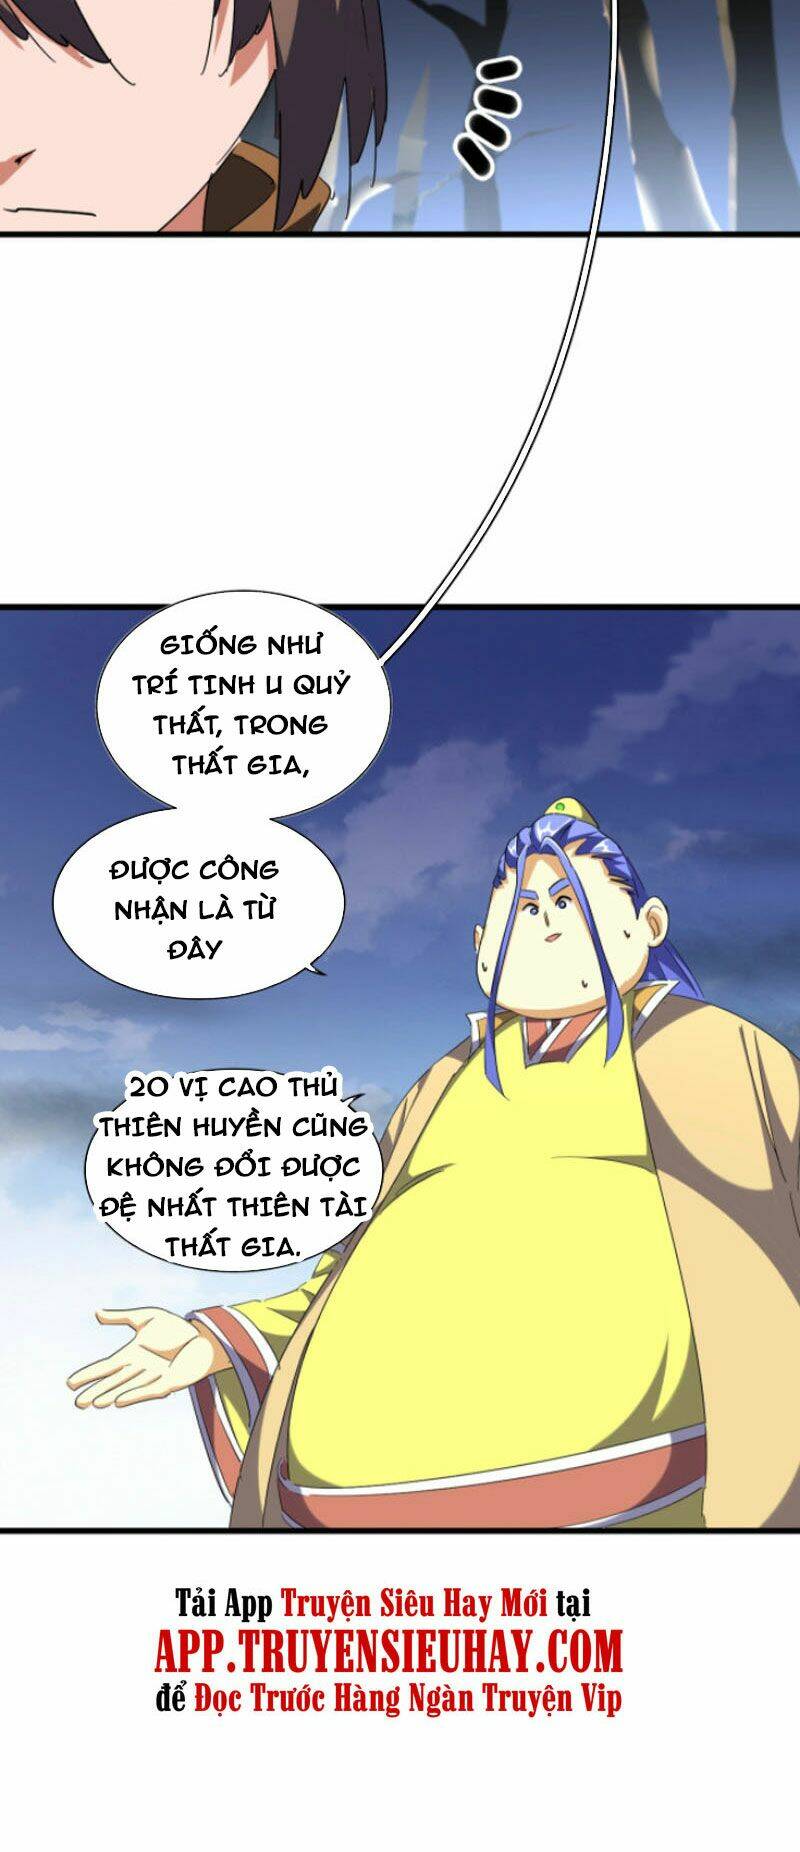 GIỐNG NHƯ
TRÍ TINH U QUỶ
THẤT, TRONG
THẤT GIA,
ĐƯỢC CÔNG
NHẬN LÀ TỪ
ĐÂY
20 VỊ CAO THỦ
THIÊN HUYỀN CŨNG
KHÔNG ĐỔI ĐƯỢC
ĐỆ NHẤT THIÊN TÀI
THẤT GIA.
Tải App Truyện Siêu Hay Mới tại
APP.TRUYENSIEUHAY.COM
để Đọc Trước Hàng Ngàn Truyện Vip